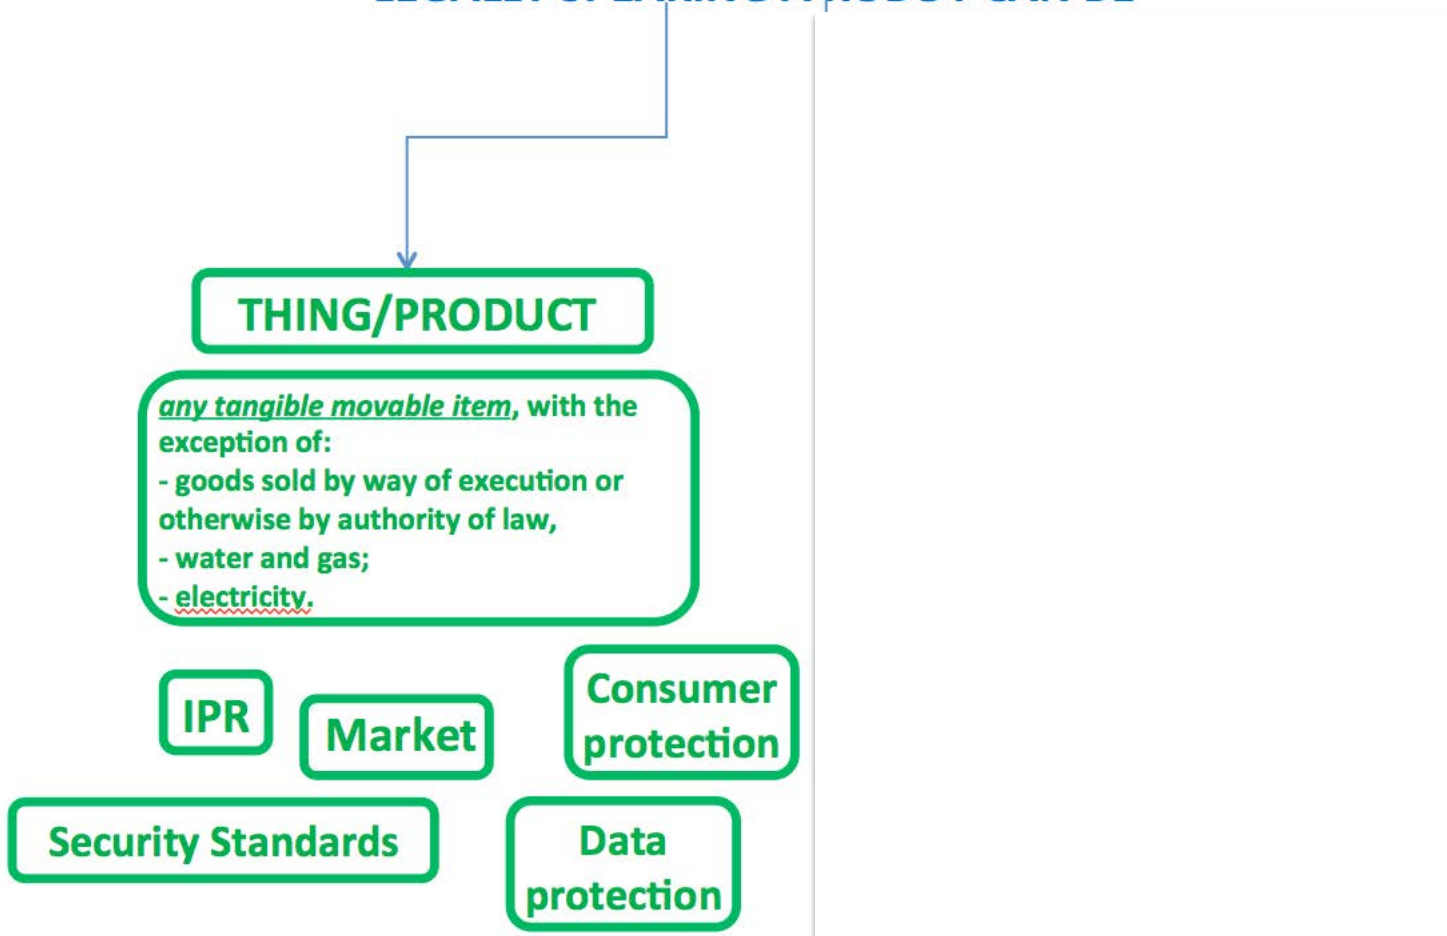 THING/PRODUCT
any tangible movable item, with the
exception of:
- goods sold by way of execution or
otherwise by authority of law,
- water and gas;
- electricity.
IPR
Market
Consumer
protection
Security Standards
Data
protection